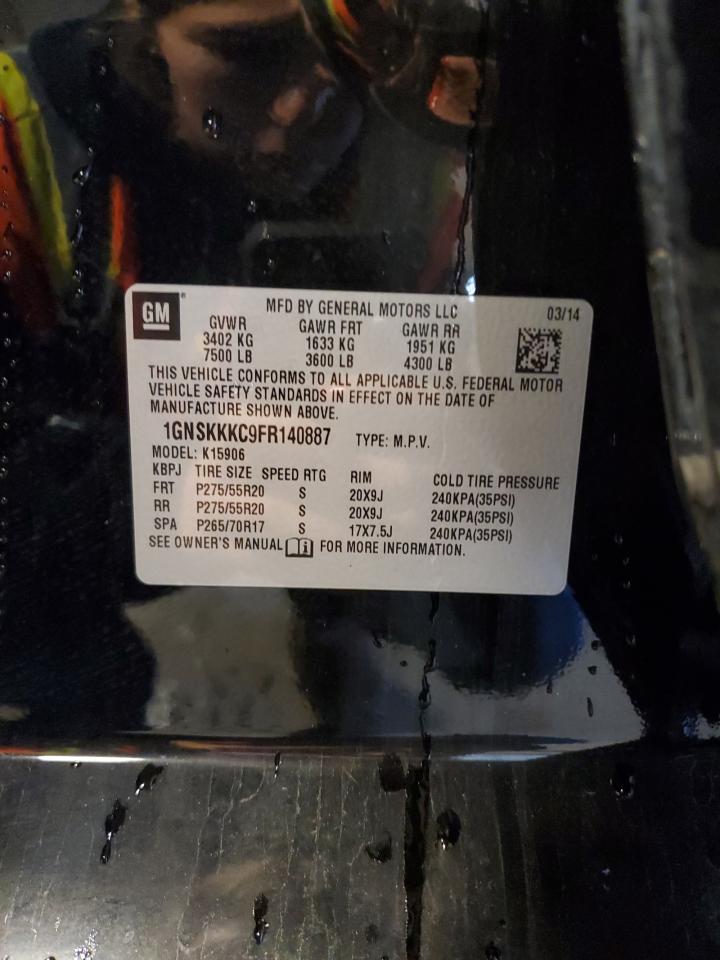 GM ® MFD BY GENERAL MOTORS LLC 03/14
GVWR GAWR FRT GAWR RR
3402 KG 1633 KG 1951 KG
7500 LB 3600 LB 4300 LB
THIS VEHICLE CONFORMS TO ALL APPLICABLE U.S. FEDERAL MOTOR
VEHICLE SAFETY STANDARDS IN EFFECT ON THE DATE OF
MANUFACTURE SHOWN ABOVE.
1GNSKKKC9FR140887 TYPE: M.P.V.
MODEL: K15906
KBPJ TIRE SIZE SPEED RTG RIM COLD TIRE PRESSURE
FRT P275/55R20 S 20X9J 240KPA(35PSI)
RR P275/55R20 S 20X9J 240KPA(35PSI)
SPA P265/70R17 S 17X7.5J 240KPA(35PSI)
SEE OWNER'S MANUAL FOR MORE INFORMATION.